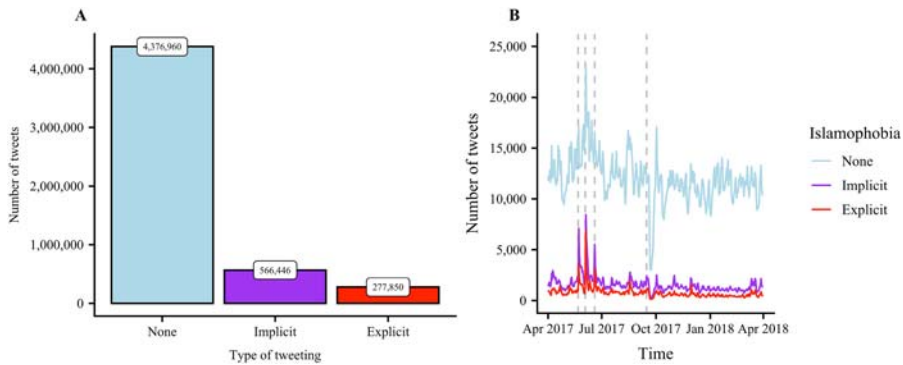 A
4,376,960
4,000,000
3,000,000
2,000,000
1,000,000
0
566,446
277,850
None
Implicit
Explicit
Type of tweeting
Number of tweets
B
25,000
20,000
15,000
10,000
5,000
0
Apr 2017
Jul 2017
Oct 2017
Jan 2018
Apr 2018
Time
Number of tweets
Islamophobia
None
Implicit
Explicit